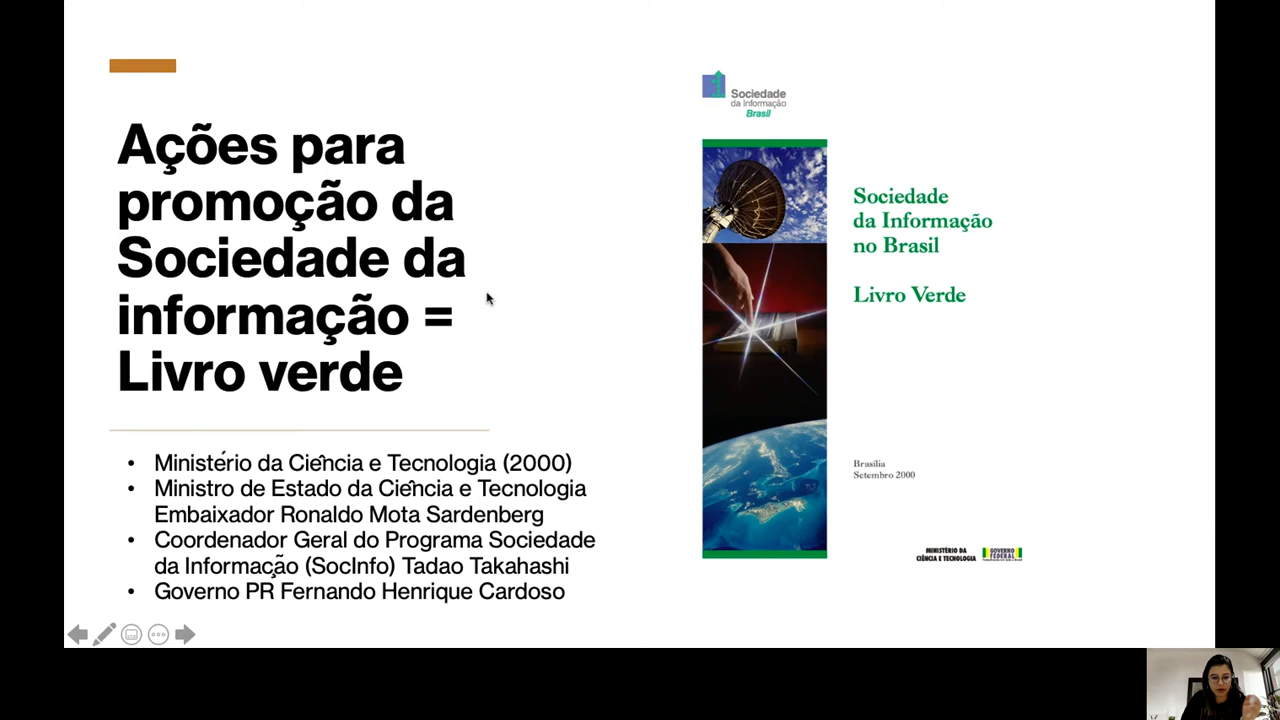 Ações para
promoção da
Sociedade da
informação =
Livro verde
• Ministério da Ciência e Tecnologia (2000)
• Ministro de Estado da Ciência e Tecnologia
Embaixador Ronaldo Mota Sardenberg
• Coordenador Geral do Programa Sociedade
da Informação (SocInfo) Tadao Takahashi
• Governo PR Fernando Henrique Cardoso
Sociedade
da Informação
Brasil
Sociedade
da Informação
no Brasil
Livro Verde
Brasília
Setembro 2000
MINISTÉRIO DA
CIÊNCIA E TECNOLOGIA
GOVERNO
FEDERAL